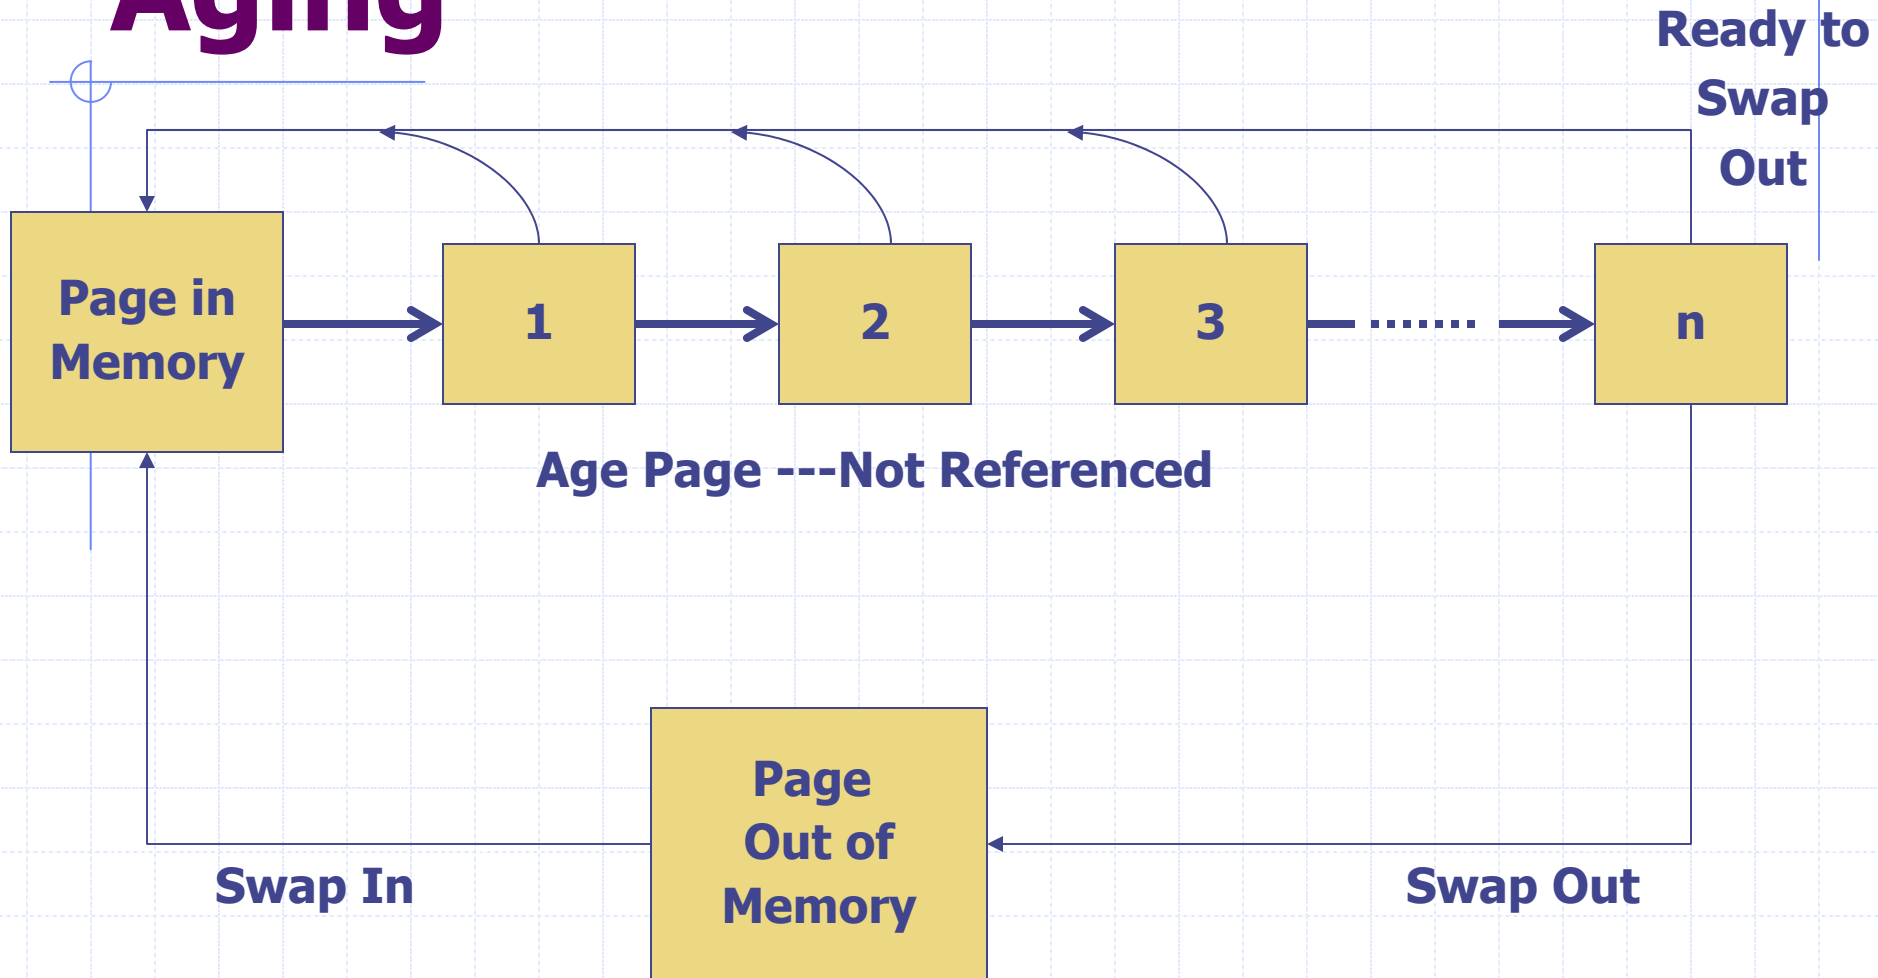 Aging
Ready to
Swap
Out
Page in
Memory
1
2
3
n
Age Page ---Not Referenced
Page
Out of
Memory
Swap In
Swap Out